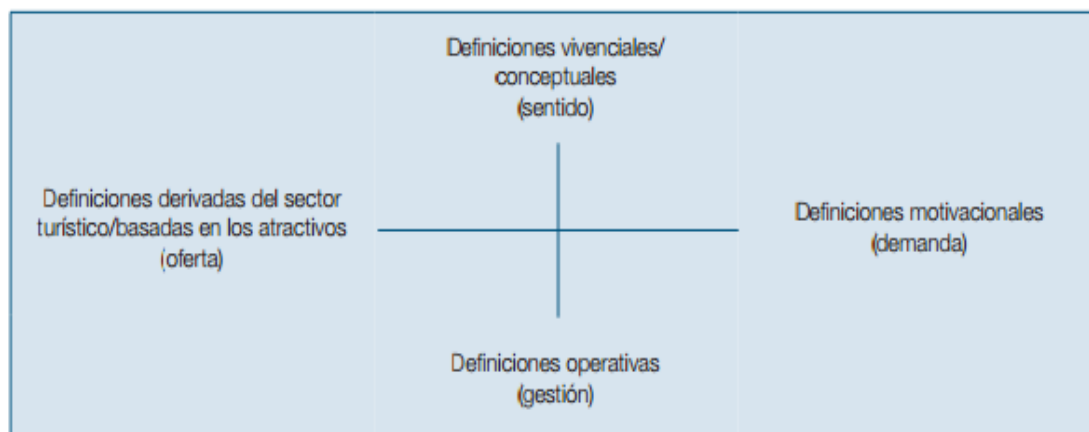 Definiciones vivenciales/
conceptuales
(sentido)
Definiciones derivadas del sector
turístico/basadas en los atractivos
(oferta)
Definiciones motivacionales
(demanda)
Definiciones operativas
(gestión)